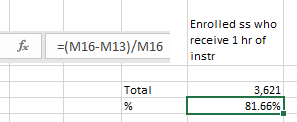 Enrolled ss who
receive 1 hr of
instr
fx =(M16-M13)/M16
Total 3,621
% 81.66%